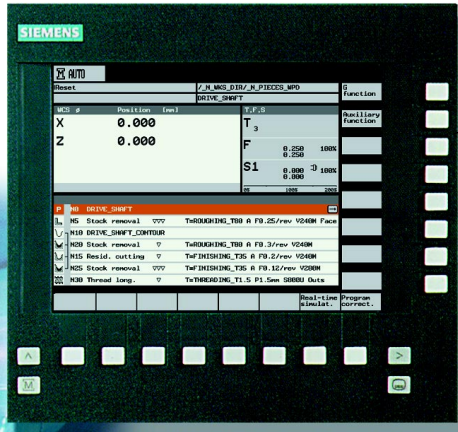 SIEMENS
AUTO
Reset
/_N_WKS_DIR/_N_PIECES_WPD
DRIVE_SHAFT
G function
WCS Position [mm] T,F,S
Auxiliary function
X 0.000 T 3
Z 0.000 F 0.250 100%
0.250
S1 0.000 100%
0.000
0% 100% 200%
P N0 DRIVE_SHAFT
N5 Stock removal ▽▽▽ T=ROUGHING_T80 A F0.25/rev V240M Face
N10 DRIVE_SHAFT_CONTOUR
N20 Stock removal ▽ T=ROUGHING_T80 A F0.3/rev V240M
N15 Resid. cutting ▽ T=FINISHING_T35 A F0.2/rev V240M
N25 Stock removal ▽▽▽ T=FINISHING_T35 A F0.12/rev V280M
N30 Thread long. ▽ T=THREADING_T1.5 P1.5mm S800U Outs
Real-time simulat.
Program correct.
M